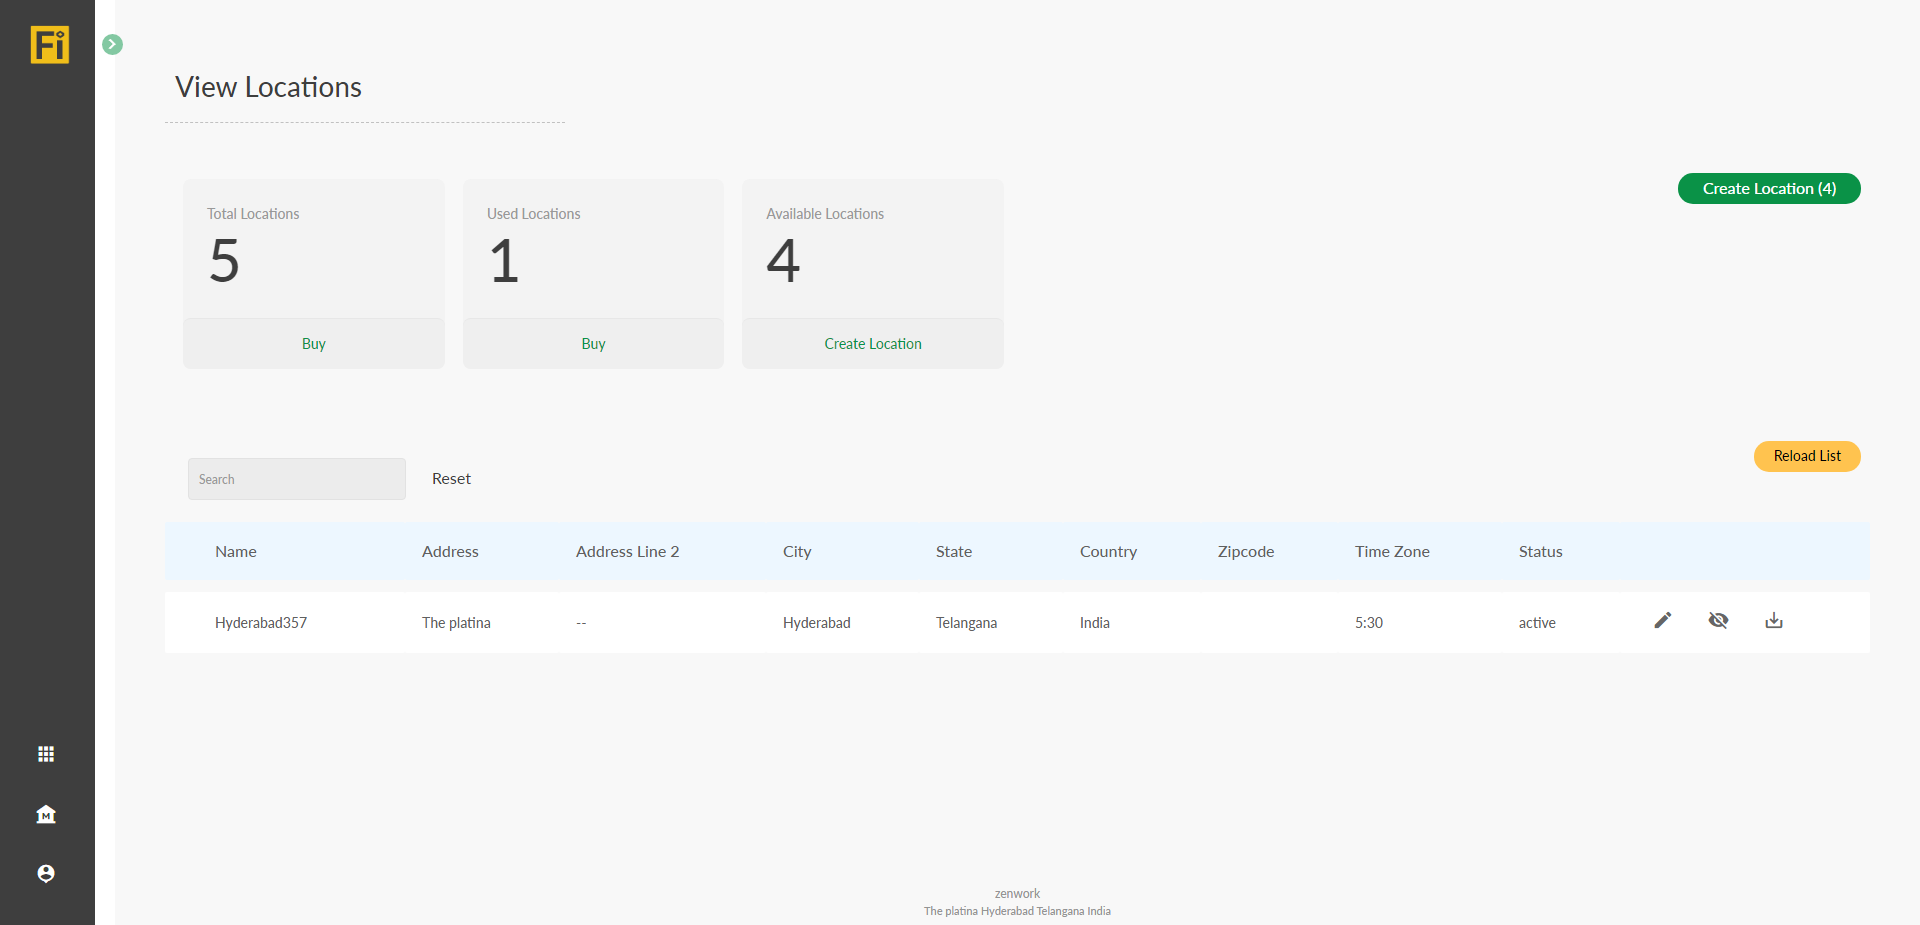 Fi
View Locations
Total Locations
5
Buy
Used Locations
1
Buy
Available Locations
4
Create Location
Create Location (4)
Search
Reset
Reload List
Name Address Address Line 2 City State Country Zipcode Time Zone Status
Hyderabad357 The platina -- Hyderabad Telangana India 5:30 active
M
zenwork
The platina Hyderabad Telangana India